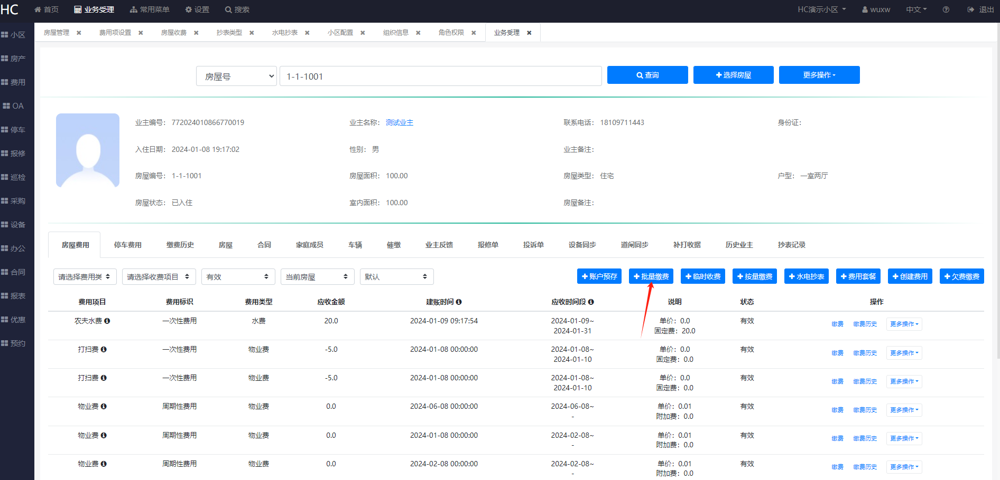 HC 首页 业务受理 常用菜单 设置 搜索 HC演示小区 wuxw 中文 退出
小区
房产
费用
OA
停车
报修
巡检
采购
设备
办公
合同
报表
优惠
预约
房屋管理 费用项设置 房屋收费 抄表类型 水电抄表 小区配置 组织信息 角色权限 业务受理
房屋号 1-1-1001 查询 选择房屋 更多操作
业主编号： 772024010866770019 业主名称： 测试业主 联系电话： 18109711443 身份证：
入住日期： 2024-01-08 19:17:02 性别： 男 业主备注：
房屋编号： 1-1-1001 房屋面积： 100.00 房屋类型： 住宅 户型： 一室两厅
房屋状态： 已入住 室内面积： 100.00 房屋备注：
房屋费用 停车费用 缴费历史 房屋 合同 家庭成员 车辆 催缴 业主反馈 报修单 投诉单 设备同步 道闸同步 补打收据 历史业主 抄表记录
请选择费用类 请选择收费项目 有效 当前房屋 默认 账户预存 批量缴费 临时收费 按量缴费 水电抄表 费用套餐 创建费用 欠费缴费
费用项目 费用标识 费用类型 应收金额 建账时间 应收时间段 说明 状态 操作
农夫水费 一次性费用 水费 20.0 2024-01-09 09:17:54 2024-01-09~ 单价：0.0 有效 缴费 缴费历史 更多操作
2024-01-31 固定费：20.0
打扫费 一次性费用 物业费 -5.0 2024-01-08 00:00:00 2024-01-08~ 单价：0.0 有效 缴费 缴费历史 更多操作
2024-01-10 固定费：0.0
打扫费 一次性费用 物业费 -5.0 2024-01-08 00:00:00 2024-01-08~ 单价：0.0 有效 缴费 缴费历史 更多操作
2024-01-10 固定费：0.0
物业费 周期性费用 物业费 0.0 2024-06-08 00:00:00 2024-06-08~ 单价：0.01 有效 缴费 缴费历史 更多操作
- 附加费：0.0
物业费 周期性费用 物业费 0.0 2024-01-08 00:00:00 2024-02-08~ 单价：0.01 有效 缴费 缴费历史 更多操作
- 附加费：0.0
物业费 周期性费用 物业费 0.0 2024-02-08 00:00:00 2024-02-08~ 单价：0.01 有效 缴费 缴费历史 更多操作
- 附加费：0.0